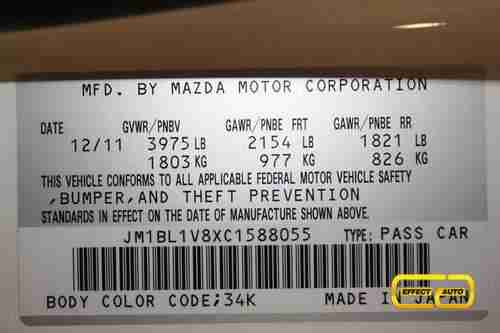 MFD. BY MAZDA MOTOR CORPORATION
DATE GVWR/PNBV GAWR/PNBE FRT GAWR/PNBE RR
12/11 3975 LB 2154 LB 1821 LB
1803 KG 977 KG 826 KG
THIS VEHICLE CONFORMS TO ALL APPLICABLE FEDERAL MOTOR VEHICLE SAFETY
,BUMPER,AND THEFT PREVENTION
STANDARDS IN EFFECT ON THE DATE OF MANUFACTURE SHOWN ABOVE.
JM1BL1V8XC1588055 TYPE: PASS CAR
EFFECT AUTO
BODY COLOR CODE;34K MADE IN JAPAN